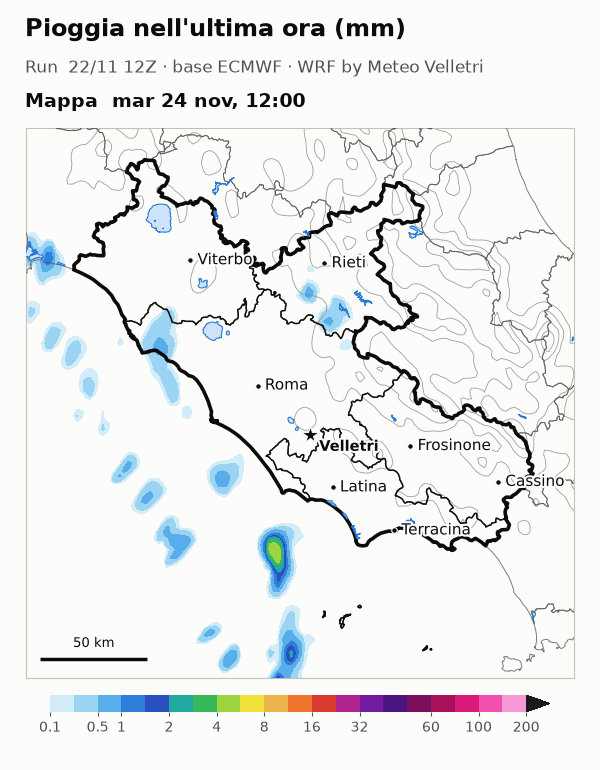 Pioggia nell'ultima ora (mm)
Run  22/11 12Z · base ECMWF · WRF by Meteo Velletri
Mappa  mar 24 nov, 12:00
Viterbo
Rieti
Roma
Velletri
Frosinone
Latina
Cassino
Terracina
50 km
0.1 0.5 1 2 4 8 16 32 60 100 200